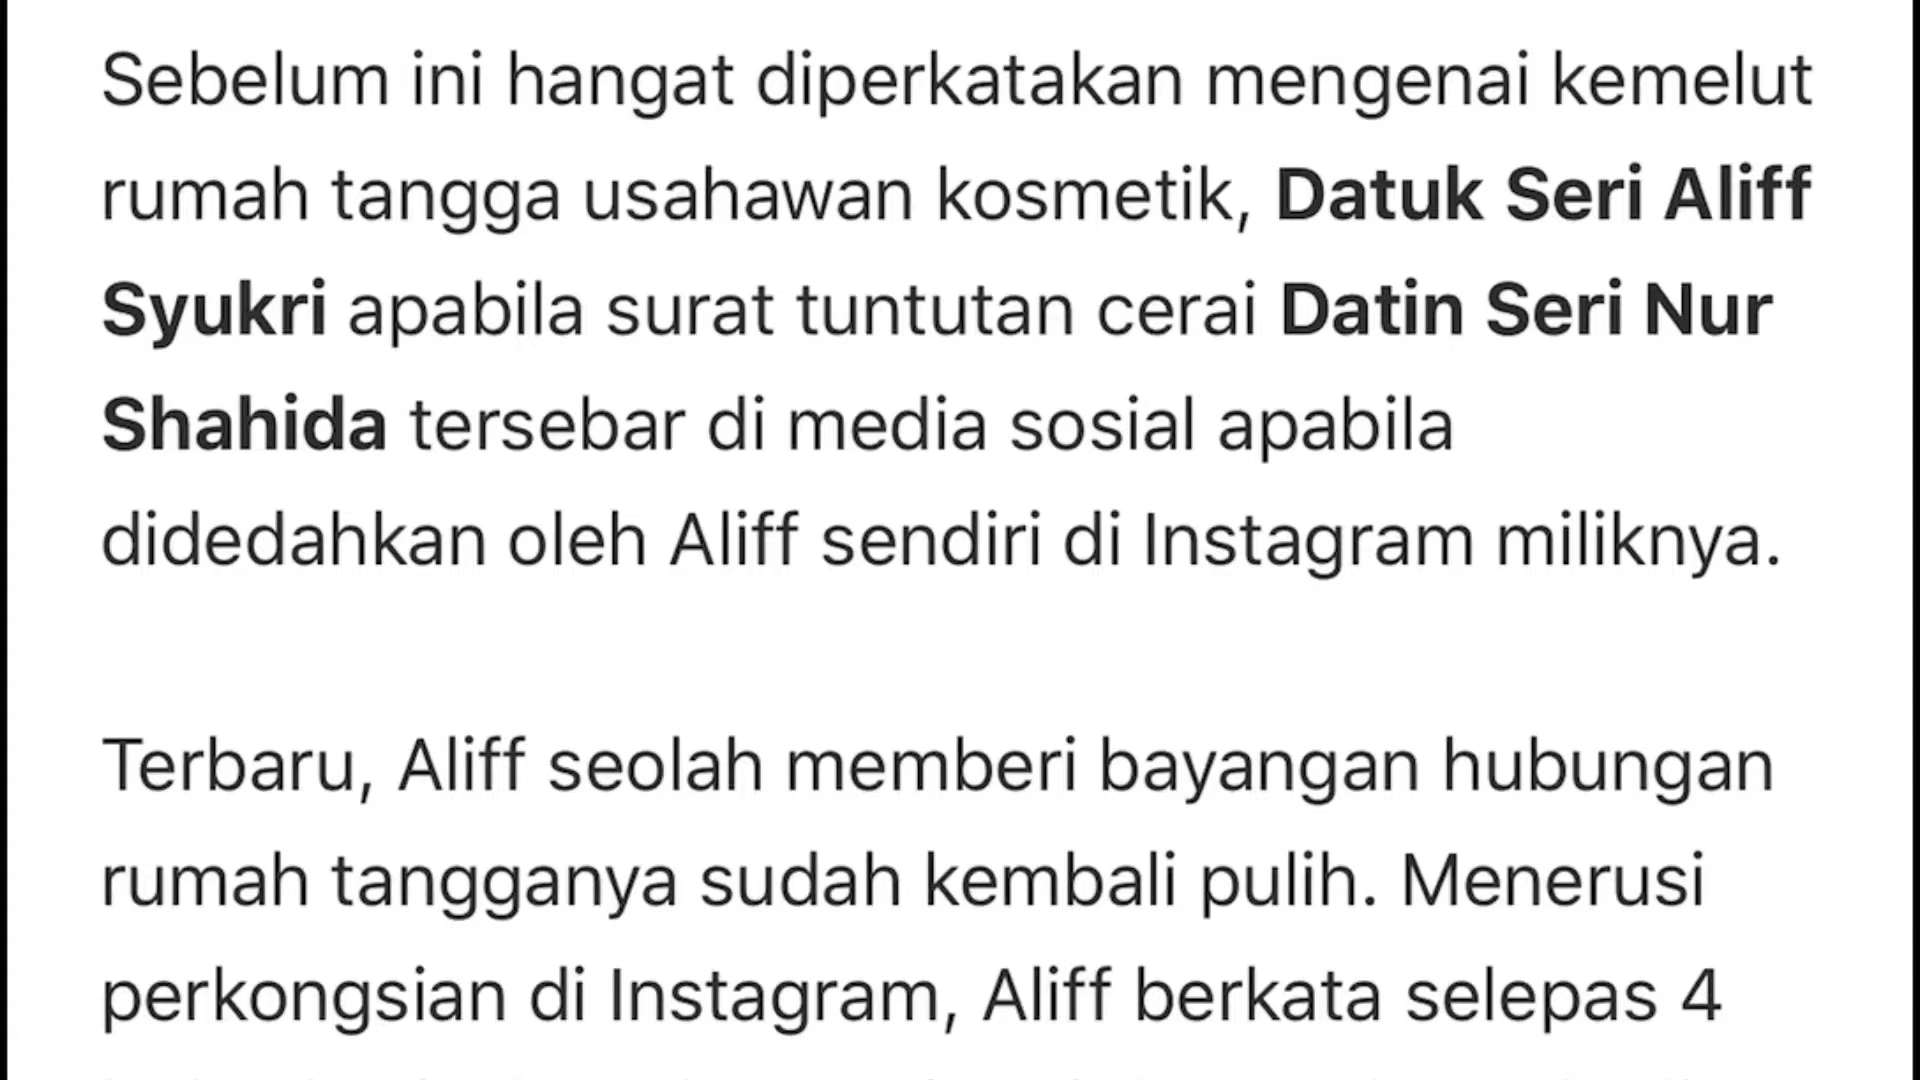 Sebelum ini hangat diperkatakan mengenai kemelut
rumah tangga usahawan kosmetik, Datuk Seri Aliff
Syukri apabila surat tuntutan cerai Datin Seri Nur
Shahida tersebar di media sosial apabila
didedahkan oleh Aliff sendiri di Instagram miliknya.
Terbaru, Aliff seolah memberi bayangan hubungan
rumah tangganya sudah kembali pulih. Menerusi
perkongsian di Instagram, Aliff berkata selepas 4